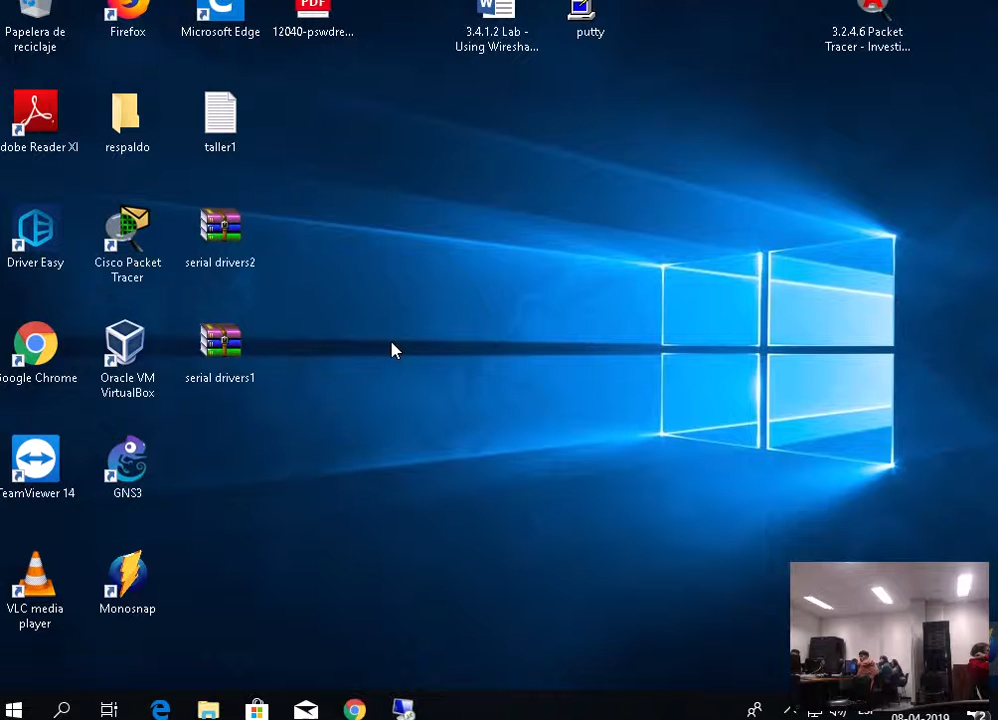 Papelera de
reciclaje
Firefox
Microsoft Edge
PDF
12040-pswdre...
W
3.4.1.2 Lab -
Using Wiresha...
putty
3.2.4.6 Packet
Tracer - Investi...
dobe Reader XI
respaldo
taller1
Driver Easy
Cisco Packet
Tracer
serial drivers2
Google Chrome
Oracle VM
VirtualBox
serial drivers1
TeamViewer 14
GNS3
VLC media
player
Monosnap
08-04-2019